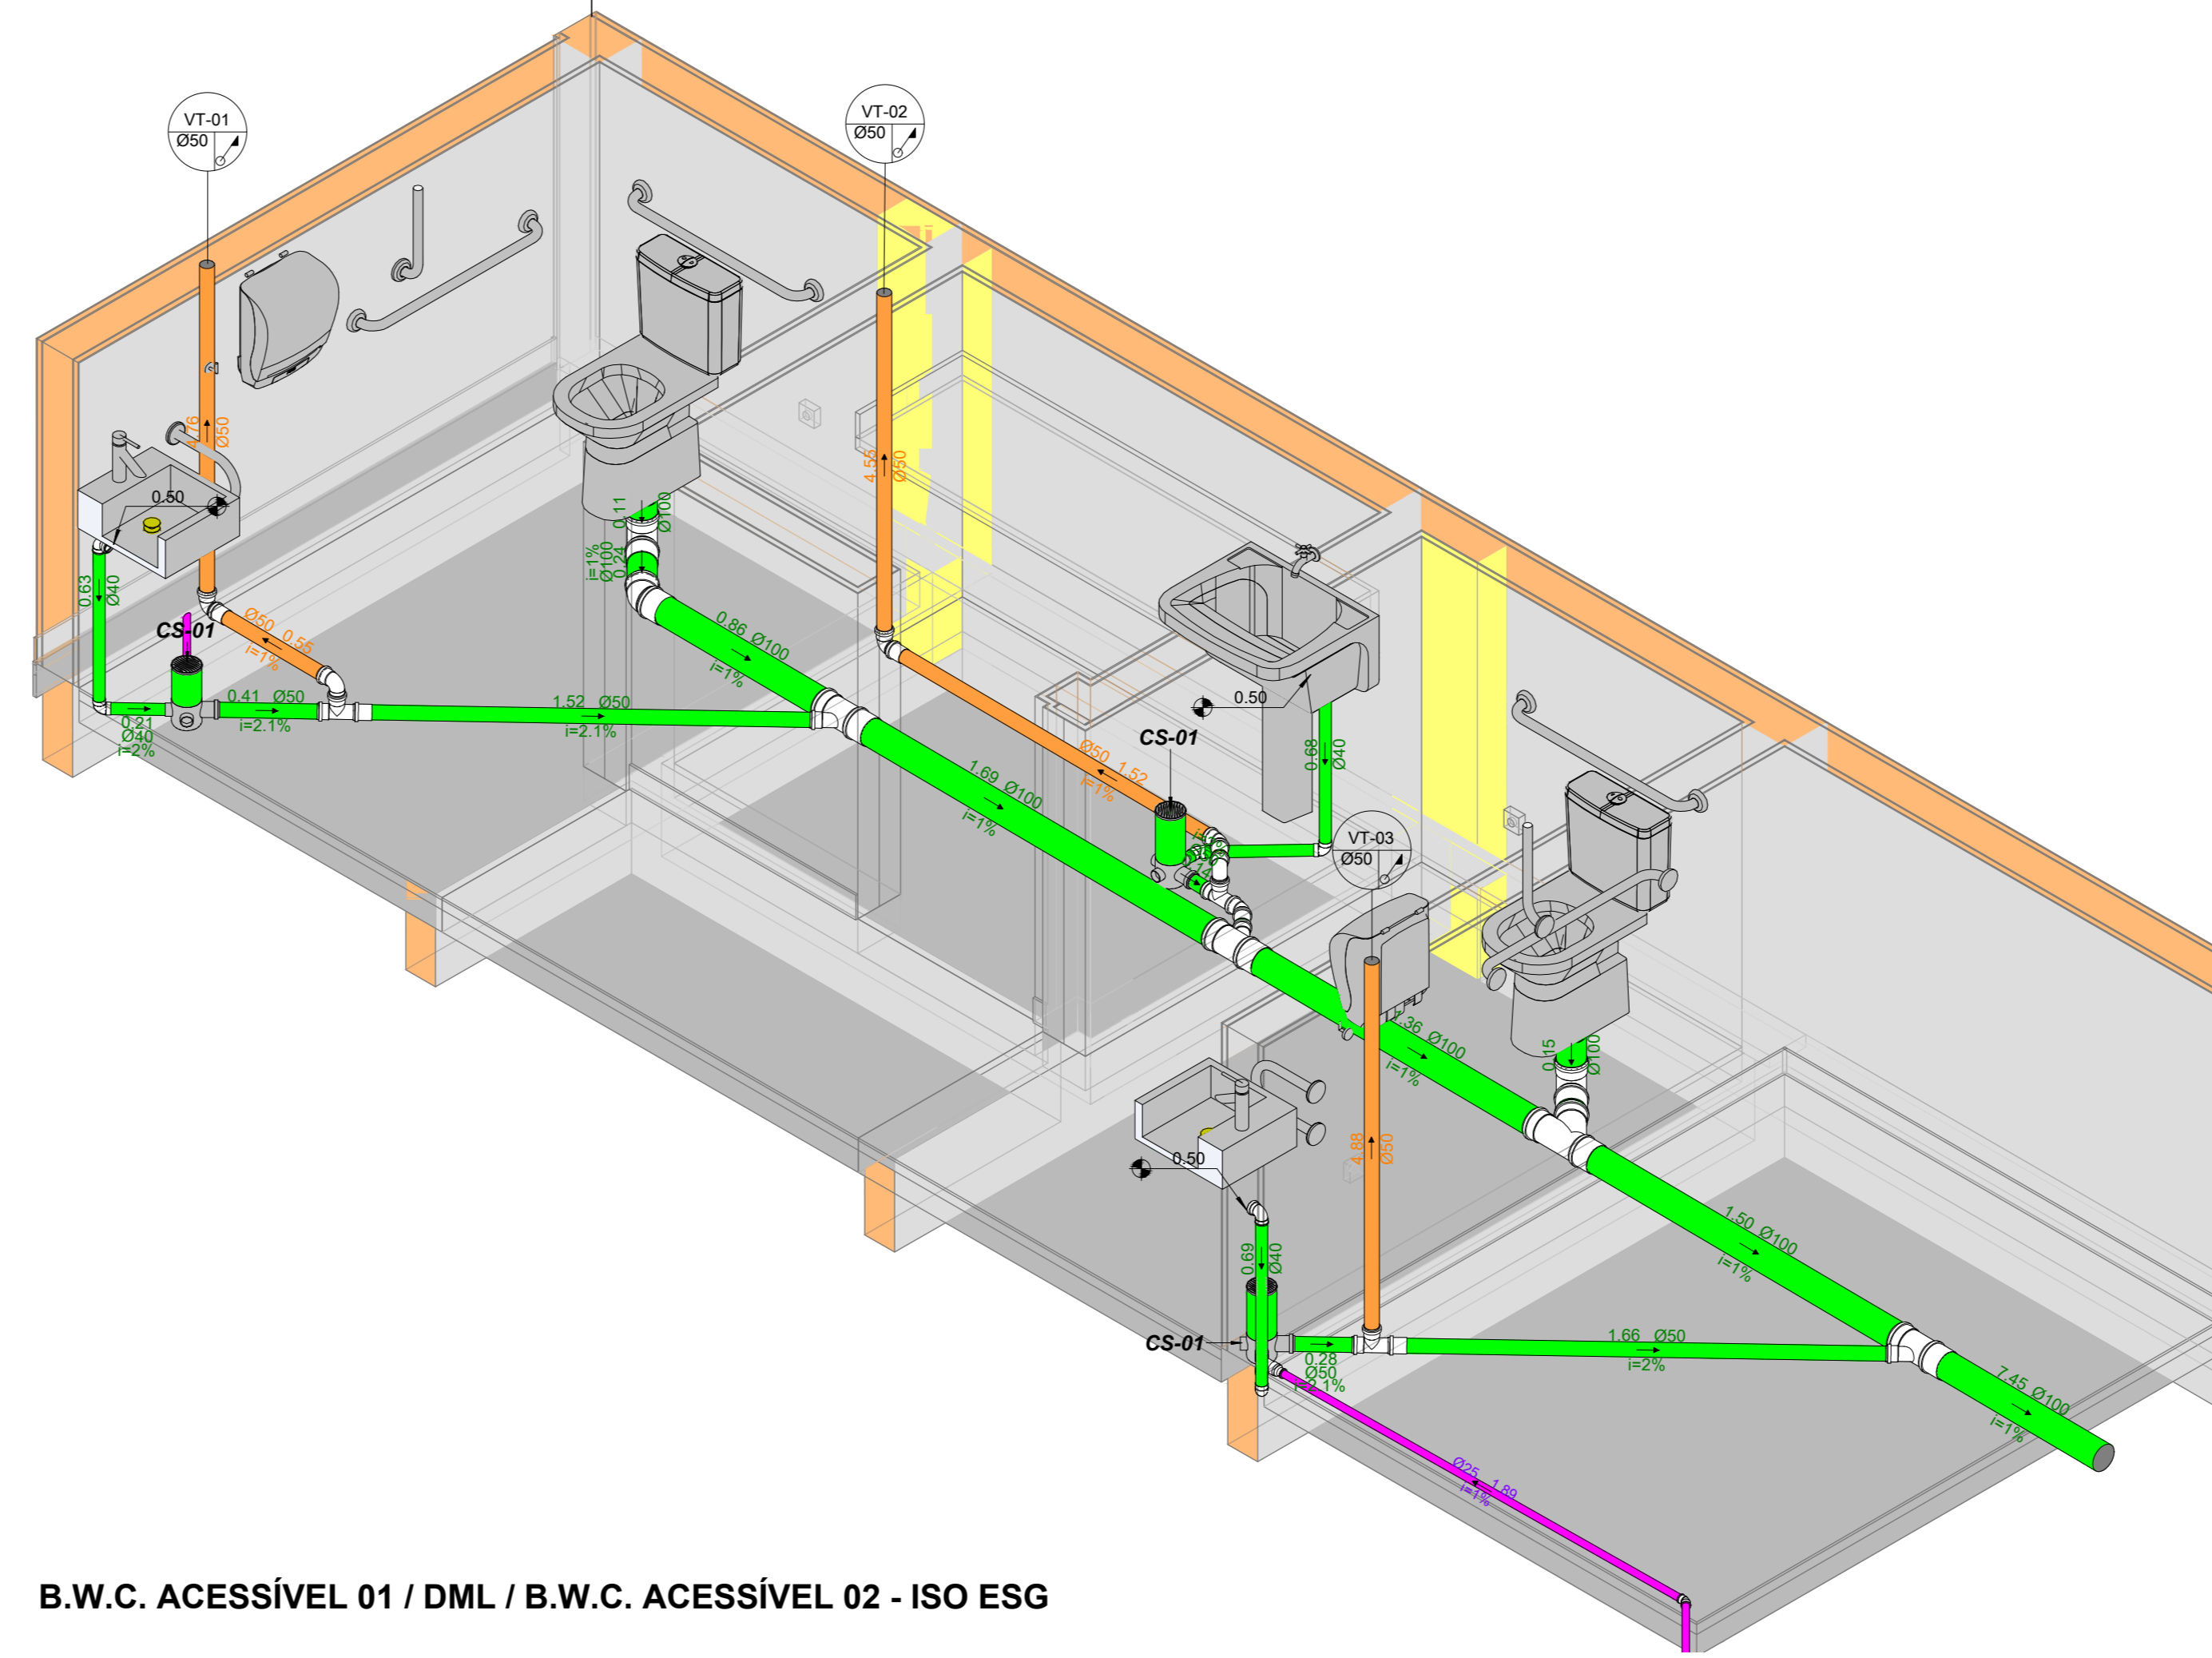 VT-01
Ø50
VT-02
Ø50
4.76
Ø50
4.55
Ø50
0.50
0.63
Ø40
CS-01
Ø50 0.55
i=1%
0.11
Ø100
i=1%
Ø100
0.24
0.86 Ø100
i=1%
0.21
Ø40
i=2%
0.41 Ø50
i=2.1%
1.52 Ø50
i=2.1%
1.69 Ø100
i=1%
Ø50 1.52
i=1%
CS-01
0.50
0.68
Ø40
VT-03
Ø50
1.36 Ø100
i=1%
0.15
Ø100
4.88
Ø50
0.50
0.69
Ø40
CS-01
0.28
Ø50
i=2.1%
1.66 Ø50
i=2%
1.50 Ø100
i=1%
7.45 Ø100
i=1%
Ø25 1.89
i=1%
B.W.C. ACESSÍVEL 01 / DML / B.W.C. ACESSÍVEL 02 - ISO ESG